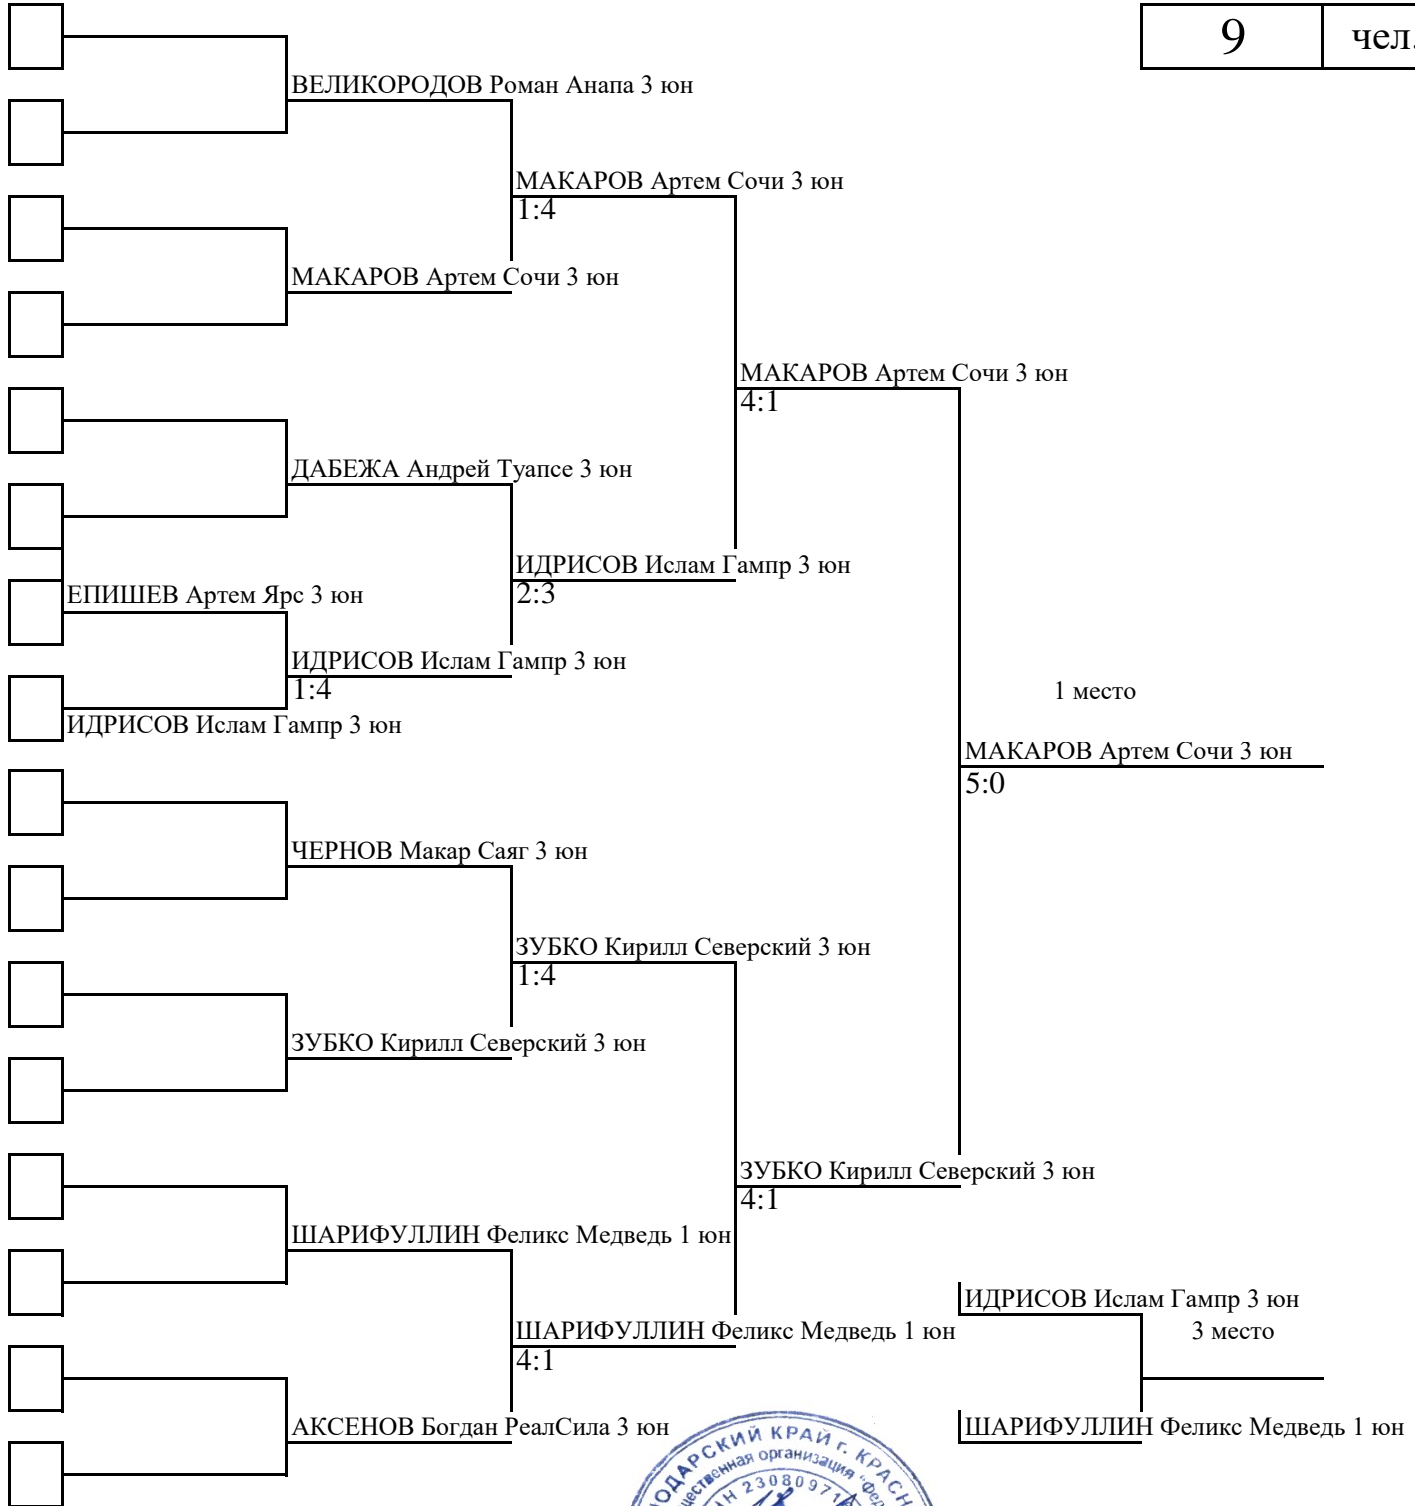 9 чел.
ВЕЛИКОРОДОВ Роман Анапа 3 юн
МАКАРОВ Артем Сочи 3 юн
1:4
МАКАРОВ Артем Сочи 3 юн
МАКАРОВ Артем Сочи 3 юн
4:1
ДАБЕЖА Андрей Туапсе 3 юн
ИДРИСОВ Ислам Гампр 3 юн
2:3
ЕПИШЕВ Артем Ярс 3 юн
ИДРИСОВ Ислам Гампр 3 юн
1:4
1 место
ИДРИСОВ Ислам Гампр 3 юн
МАКАРОВ Артем Сочи 3 юн
5:0
ЧЕРНОВ Макар Саяг 3 юн
ЗУБКО Кирилл Северский 3 юн
1:4
ЗУБКО Кирилл Северский 3 юн
ЗУБКО Кирилл Северский 3 юн
4:1
ШАРИФУЛЛИН Феликс Медведь 1 юн
ИДРИСОВ Ислам Гампр 3 юн
ШАРИФУЛЛИН Феликс Медведь 1 юн
3 место
4:1
АКСЕНОВ Богдан РеалСила 3 юн
ШАРИФУЛЛИН Феликс Медведь 1 юн
ОДАРСКИЙ КРАЙ г. КРАСН
ественная организация "Фед